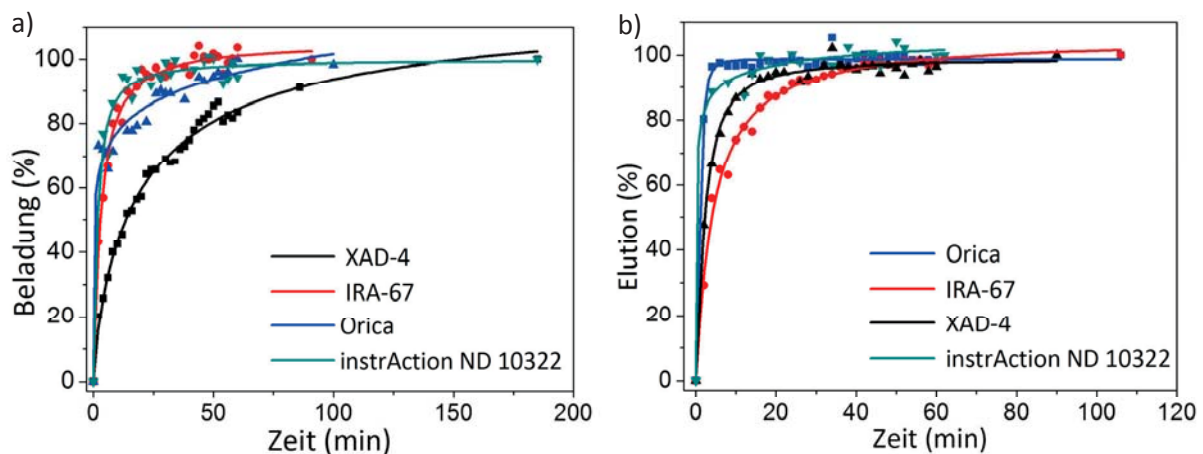 a)
Beladung (%)
100
80
60
40
20
0
XAD-4
IRA-67
Orica
instrAction ND 10322
0 50 100 150 200
Zeit (min)
b)
Elution (%)
100
80
60
40
20
0
Orica
IRA-67
XAD-4
instrAction ND 10322
0 20 40 60 80 100 120
Zeit (min)